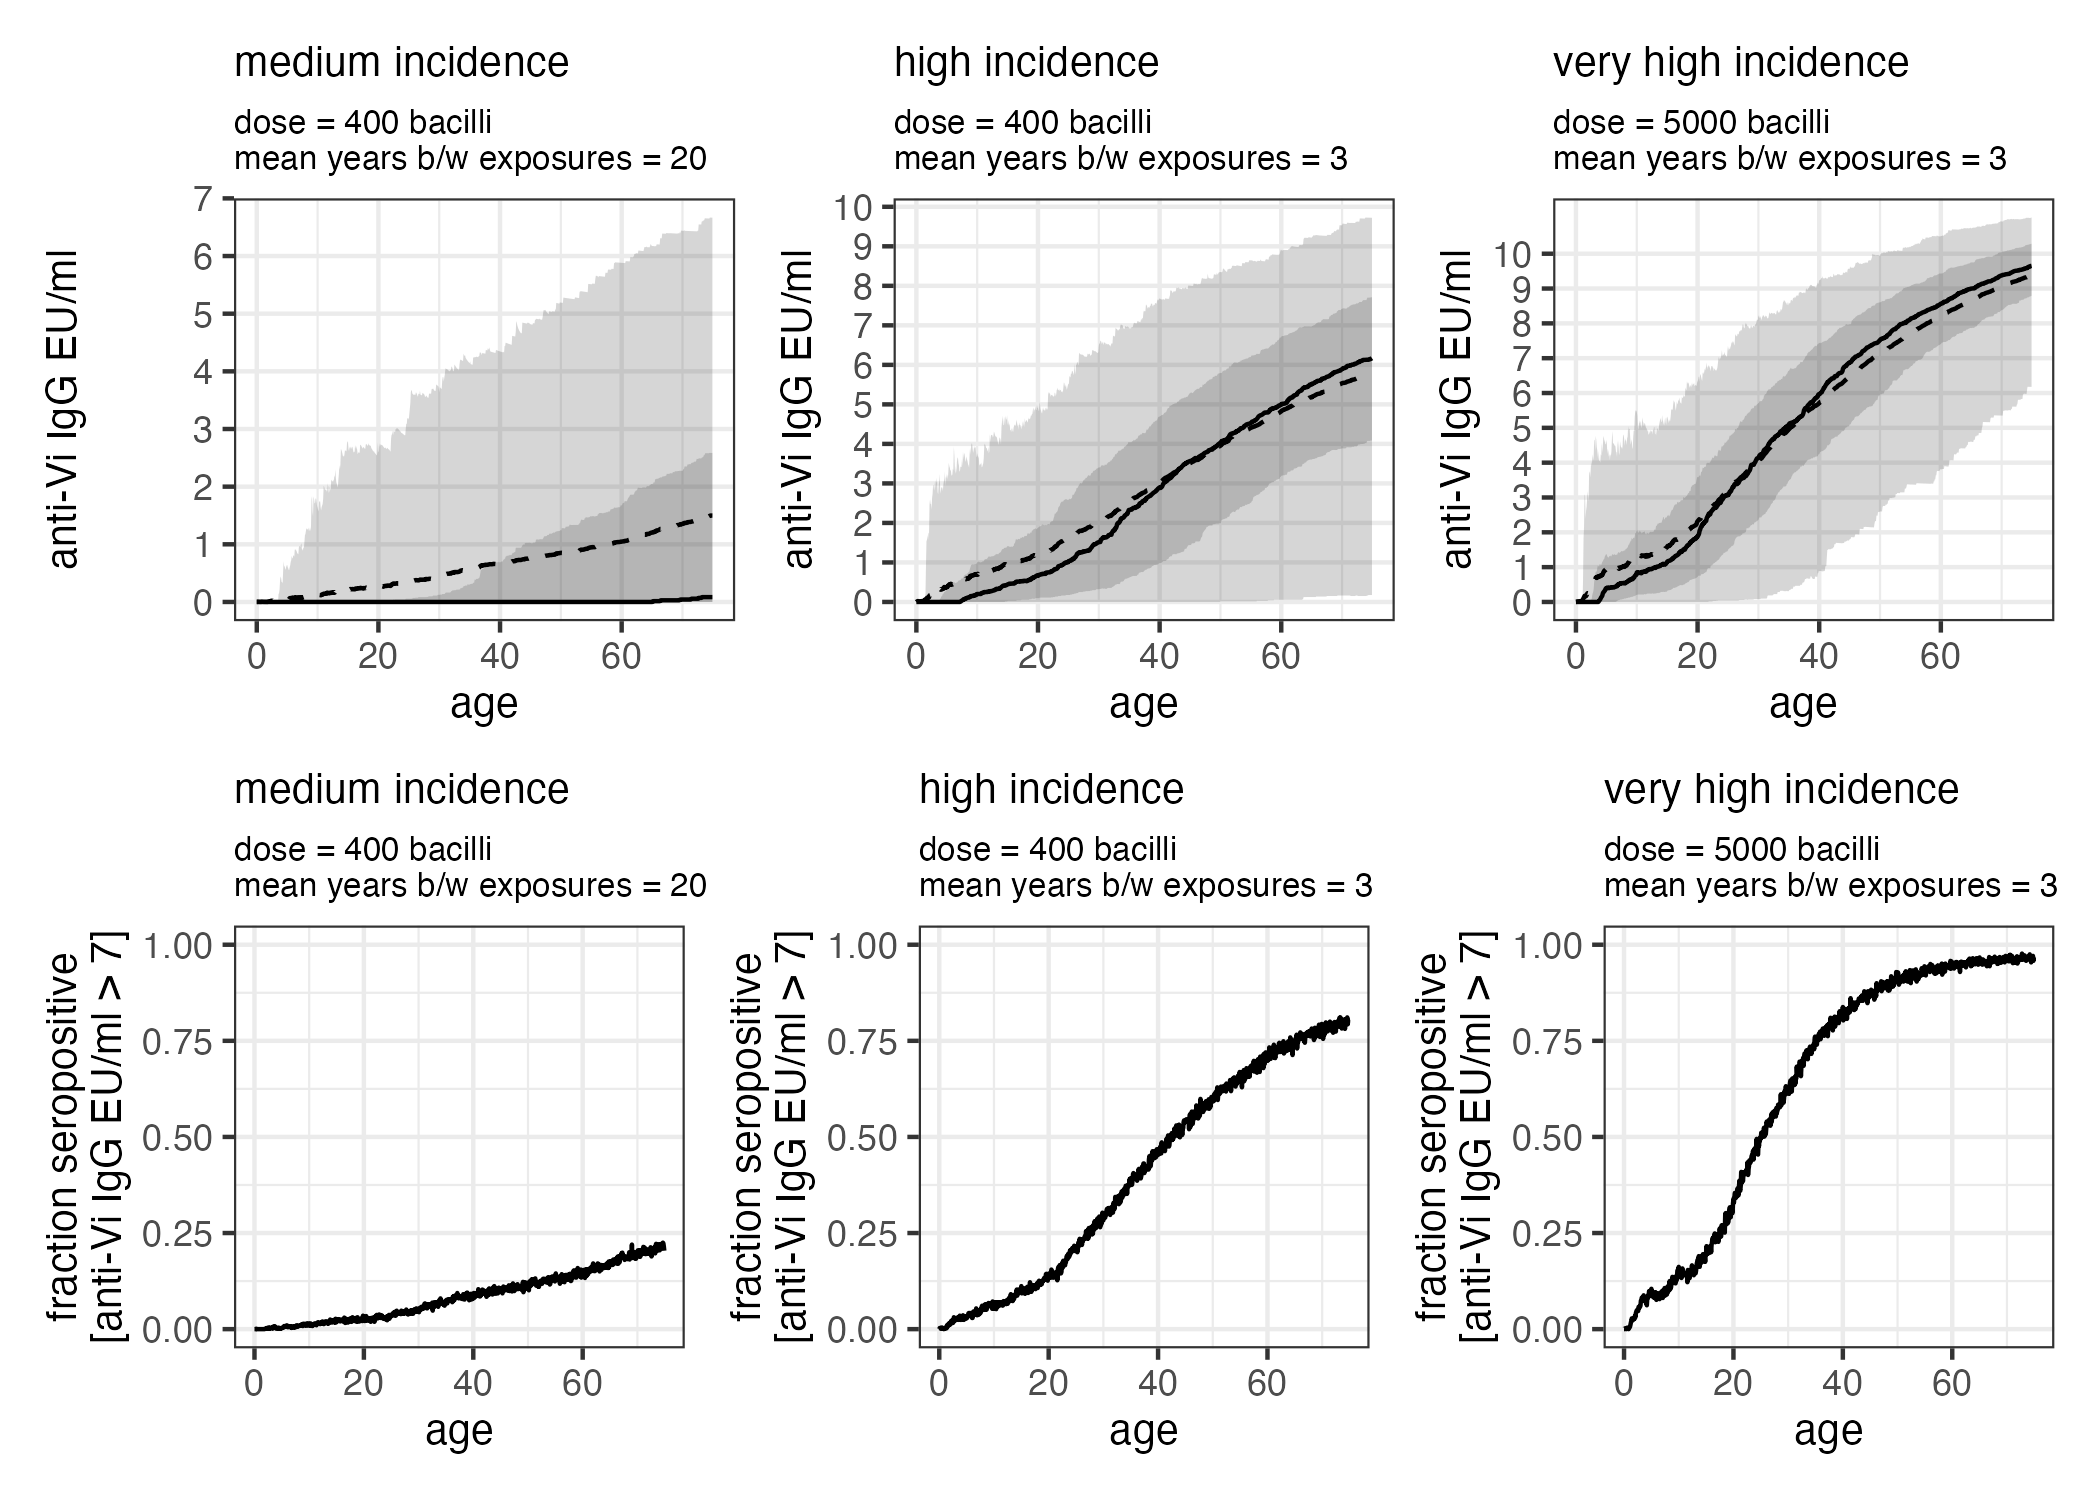 medium incidence
dose = 400 bacilli
mean years b/w exposures = 20
anti-Vi IgG EU/ml
7
6
5
4
3
2
1
0
0 20 40 60
age
high incidence
dose = 400 bacilli
mean years b/w exposures = 3
anti-Vi IgG EU/ml
10
9
8
7
6
5
4
3
2
1
0
0 20 40 60
age
very high incidence
dose = 5000 bacilli
mean years b/w exposures = 3
anti-Vi IgG EU/ml
10
9
8
7
6
5
4
3
2
1
0
0 20 40 60
age
medium incidence
dose = 400 bacilli
mean years b/w exposures = 20
fraction seropositive
[anti-Vi IgG EU/ml > 7]
1.00
0.75
0.50
0.25
0.00
0 20 40 60
age
high incidence
dose = 400 bacilli
mean years b/w exposures = 3
fraction seropositive
[anti-Vi IgG EU/ml > 7]
1.00
0.75
0.50
0.25
0.00
0 20 40 60
age
very high incidence
dose = 5000 bacilli
mean years b/w exposures = 3
fraction seropositive
[anti-Vi IgG EU/ml > 7]
1.00
0.75
0.50
0.25
0.00
0 20 40 60
age